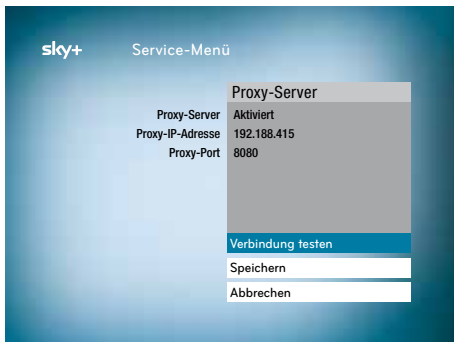 sky+ Service-Menü
Proxy-Server
Proxy-Server Aktiviert
Proxy-IP-Adresse 192.188.415
Proxy-Port 8080
Verbindung testen
Speichern
Abbrechen